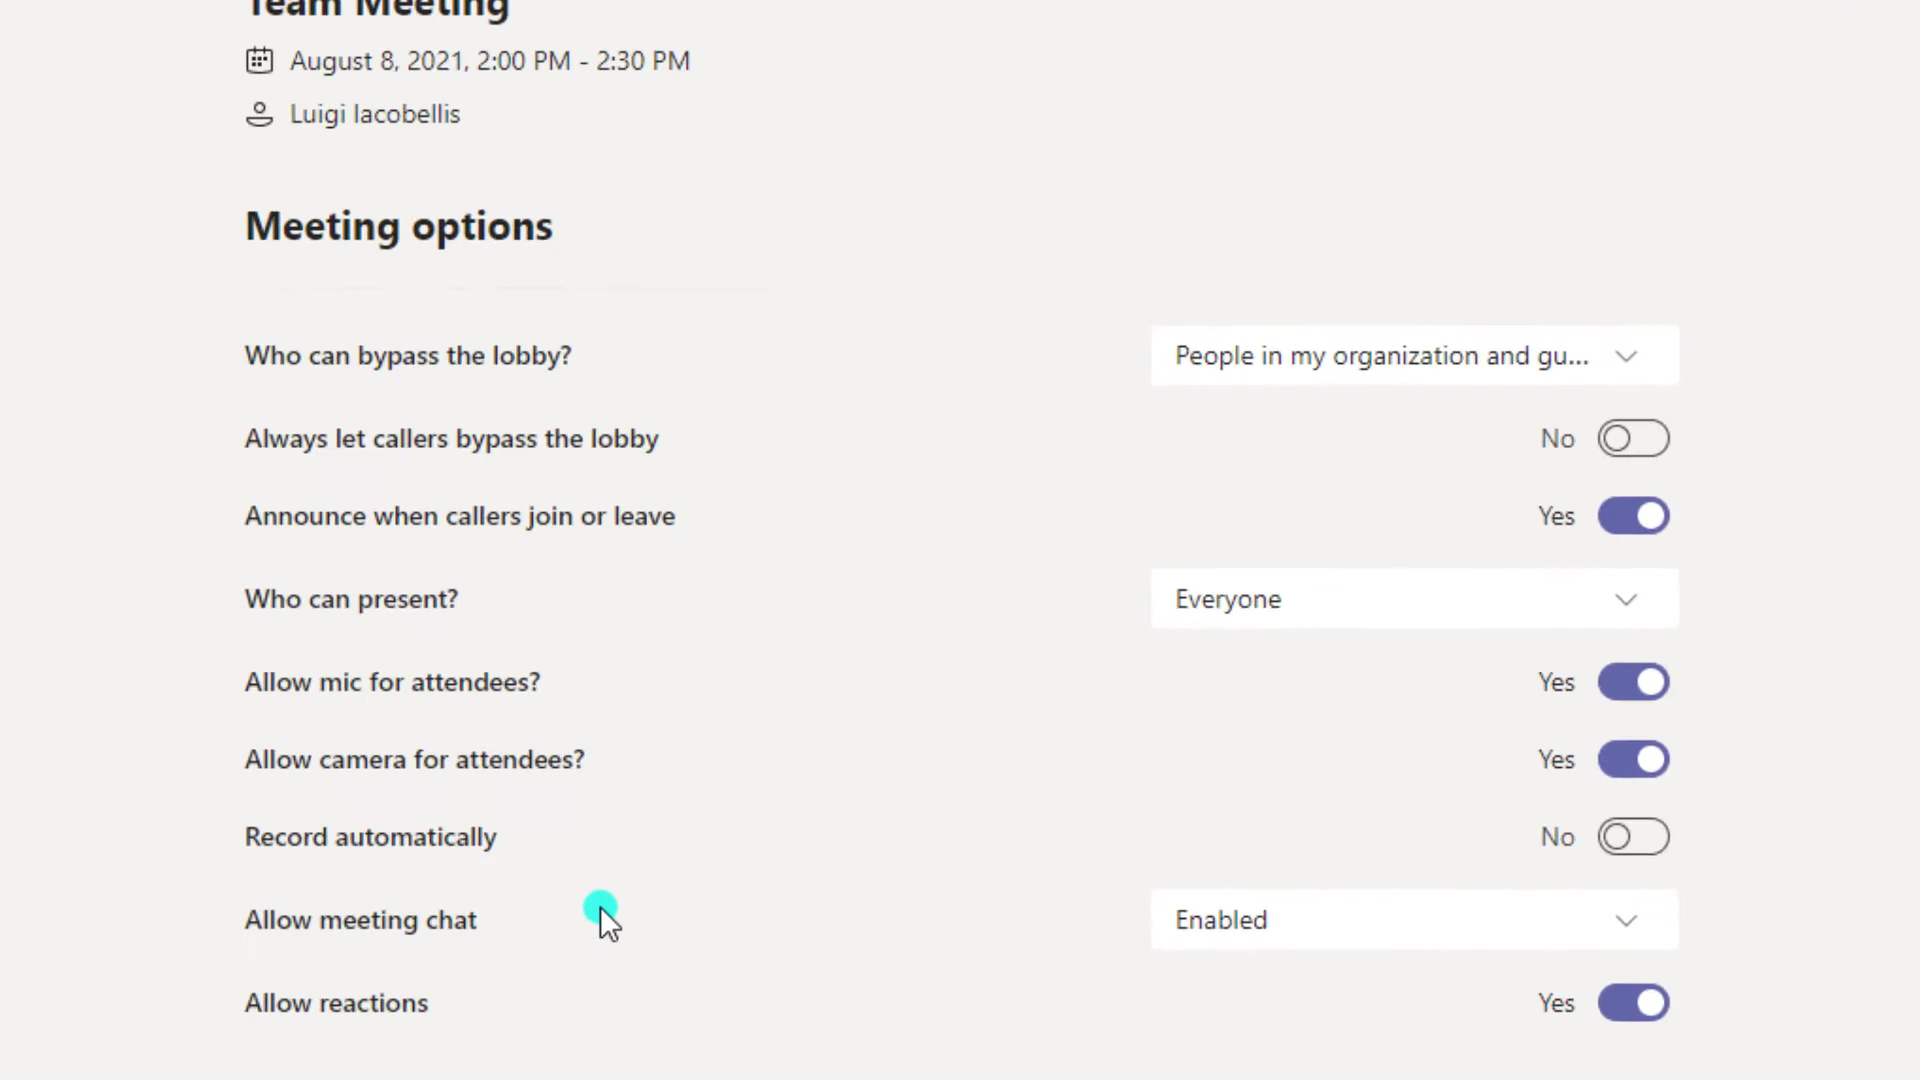 Team Meeting
August 8, 2021, 2:00 PM - 2:30 PM
Luigi Iacobellis
Meeting options
Who can bypass the lobby? People in my organization and gu...
Always let callers bypass the lobby No
Announce when callers join or leave Yes
Who can present? Everyone
Allow mic for attendees? Yes
Allow camera for attendees? Yes
Record automatically No
Allow meeting chat Enabled
Allow reactions Yes